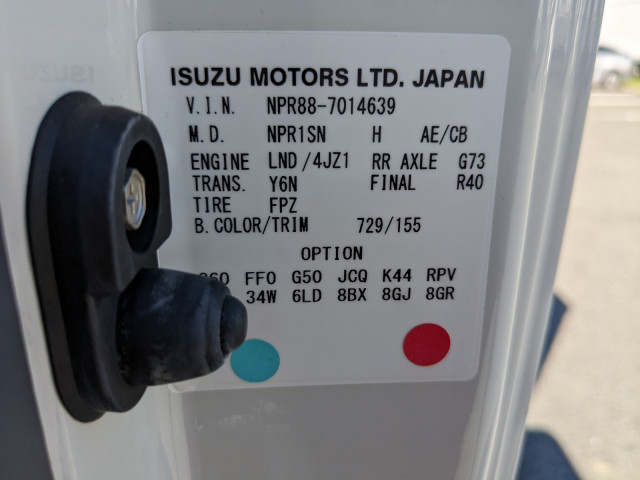 ISUZU MOTORS LTD. JAPAN
V.I.N. NPR88-7014639
M.D. NPR1SN H AE/CB
ENGINE LND/4JZ1 RR AXLE G73
TRANS. Y6N FINAL R40
TIRE FPZ
B.COLOR/TRIM 729/155
OPTION
FF0 G50 JCQ K44 RPV
34W 6LD 8BX 8GJ 8GR